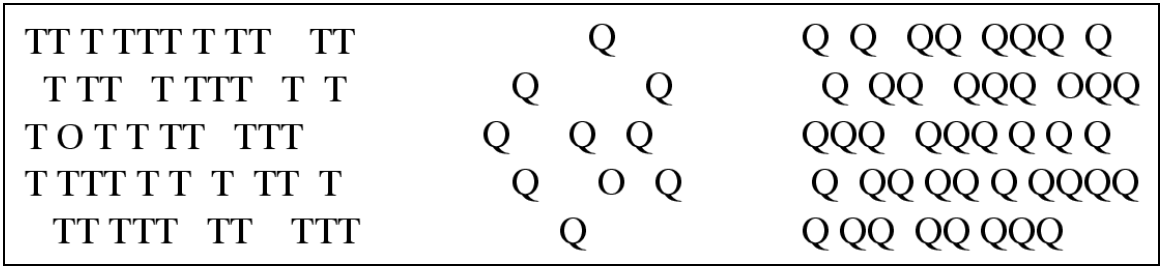 TT T TTT T TT TT Q Q Q QQ QQQ Q
T TT T TTT T T Q Q Q QQ QQQ OQQ
T O T T TT TTT Q Q Q QQQ QQQ Q Q Q
T TTT T T T TT T Q O Q Q QQ QQ Q QQQQ
TT TTT TT TTT Q Q QQ QQ QQQ